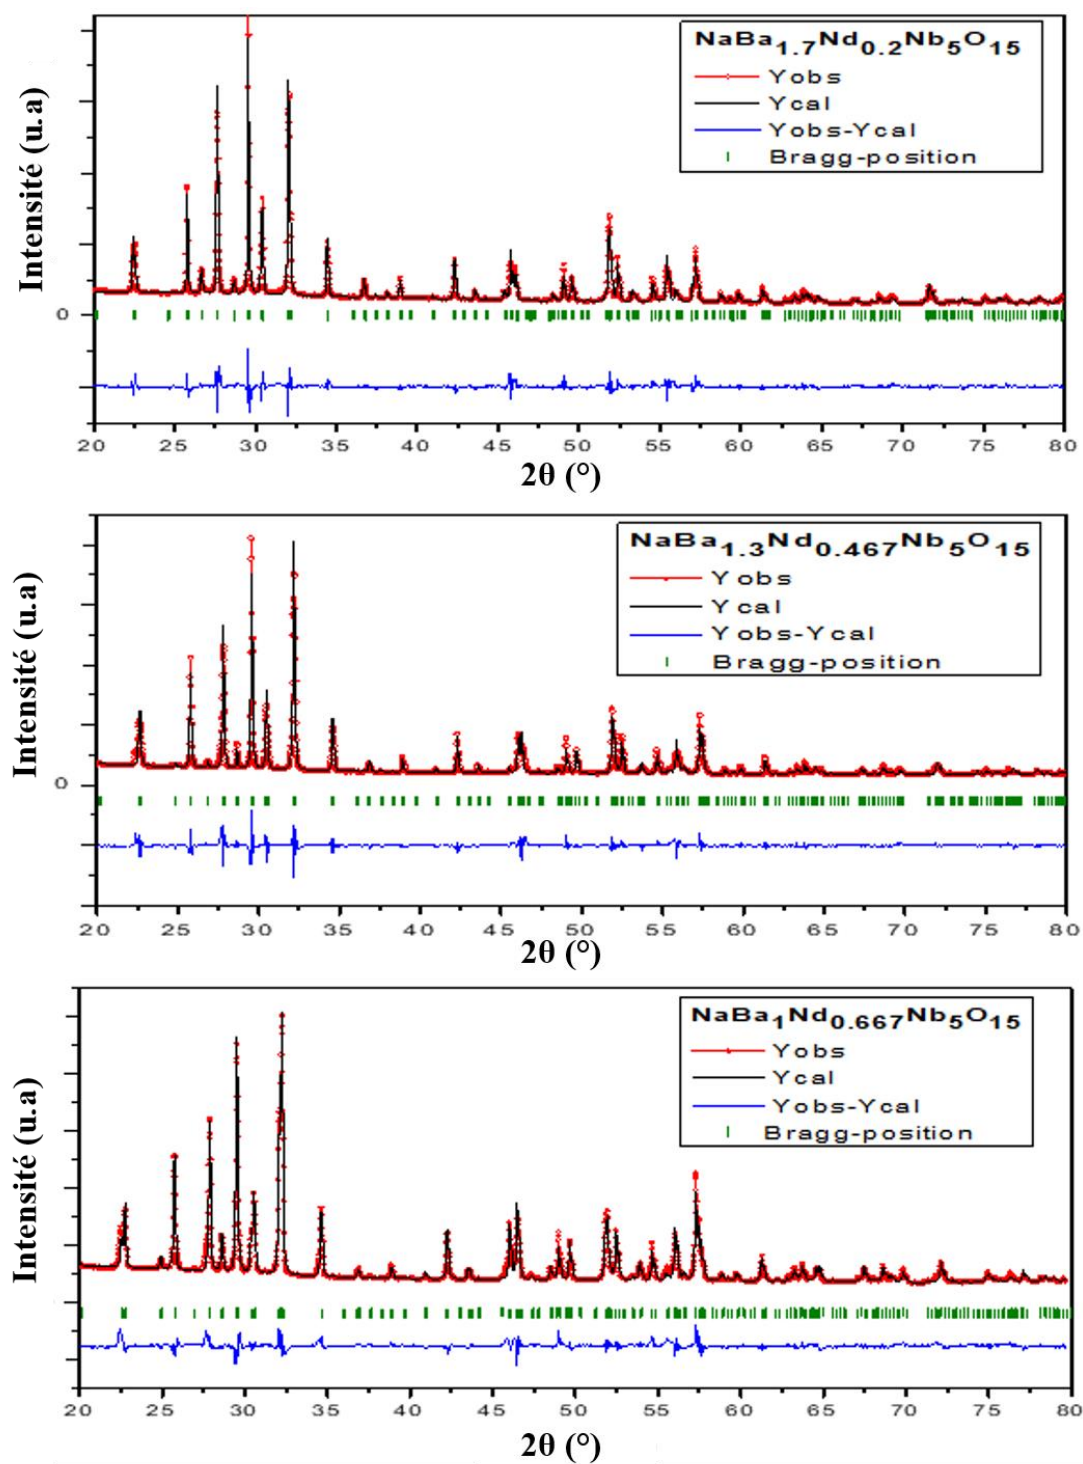 NaBa1.7Nd0.2Nb5O15
Yobs
Ycal
Yobs-Ycal
Bragg-position
Intensité (u.a)
0
20 25 30 35 40 45 50 55 60 65 70 75 80
2θ (°)
NaBa1.3Nd0.467Nb5O15
Yobs
Ycal
Yobs-Ycal
Bragg-position
Intensité (u.a)
0
20 25 30 35 40 45 50 55 60 65 70 75 80
2θ (°)
NaBa1Nd0.667Nb5O15
Yobs
Ycal
Yobs-Ycal
Bragg-position
Intensité (u.a)
20 25 30 35 40 45 50 55 60 65 70 75 80
2θ (°)